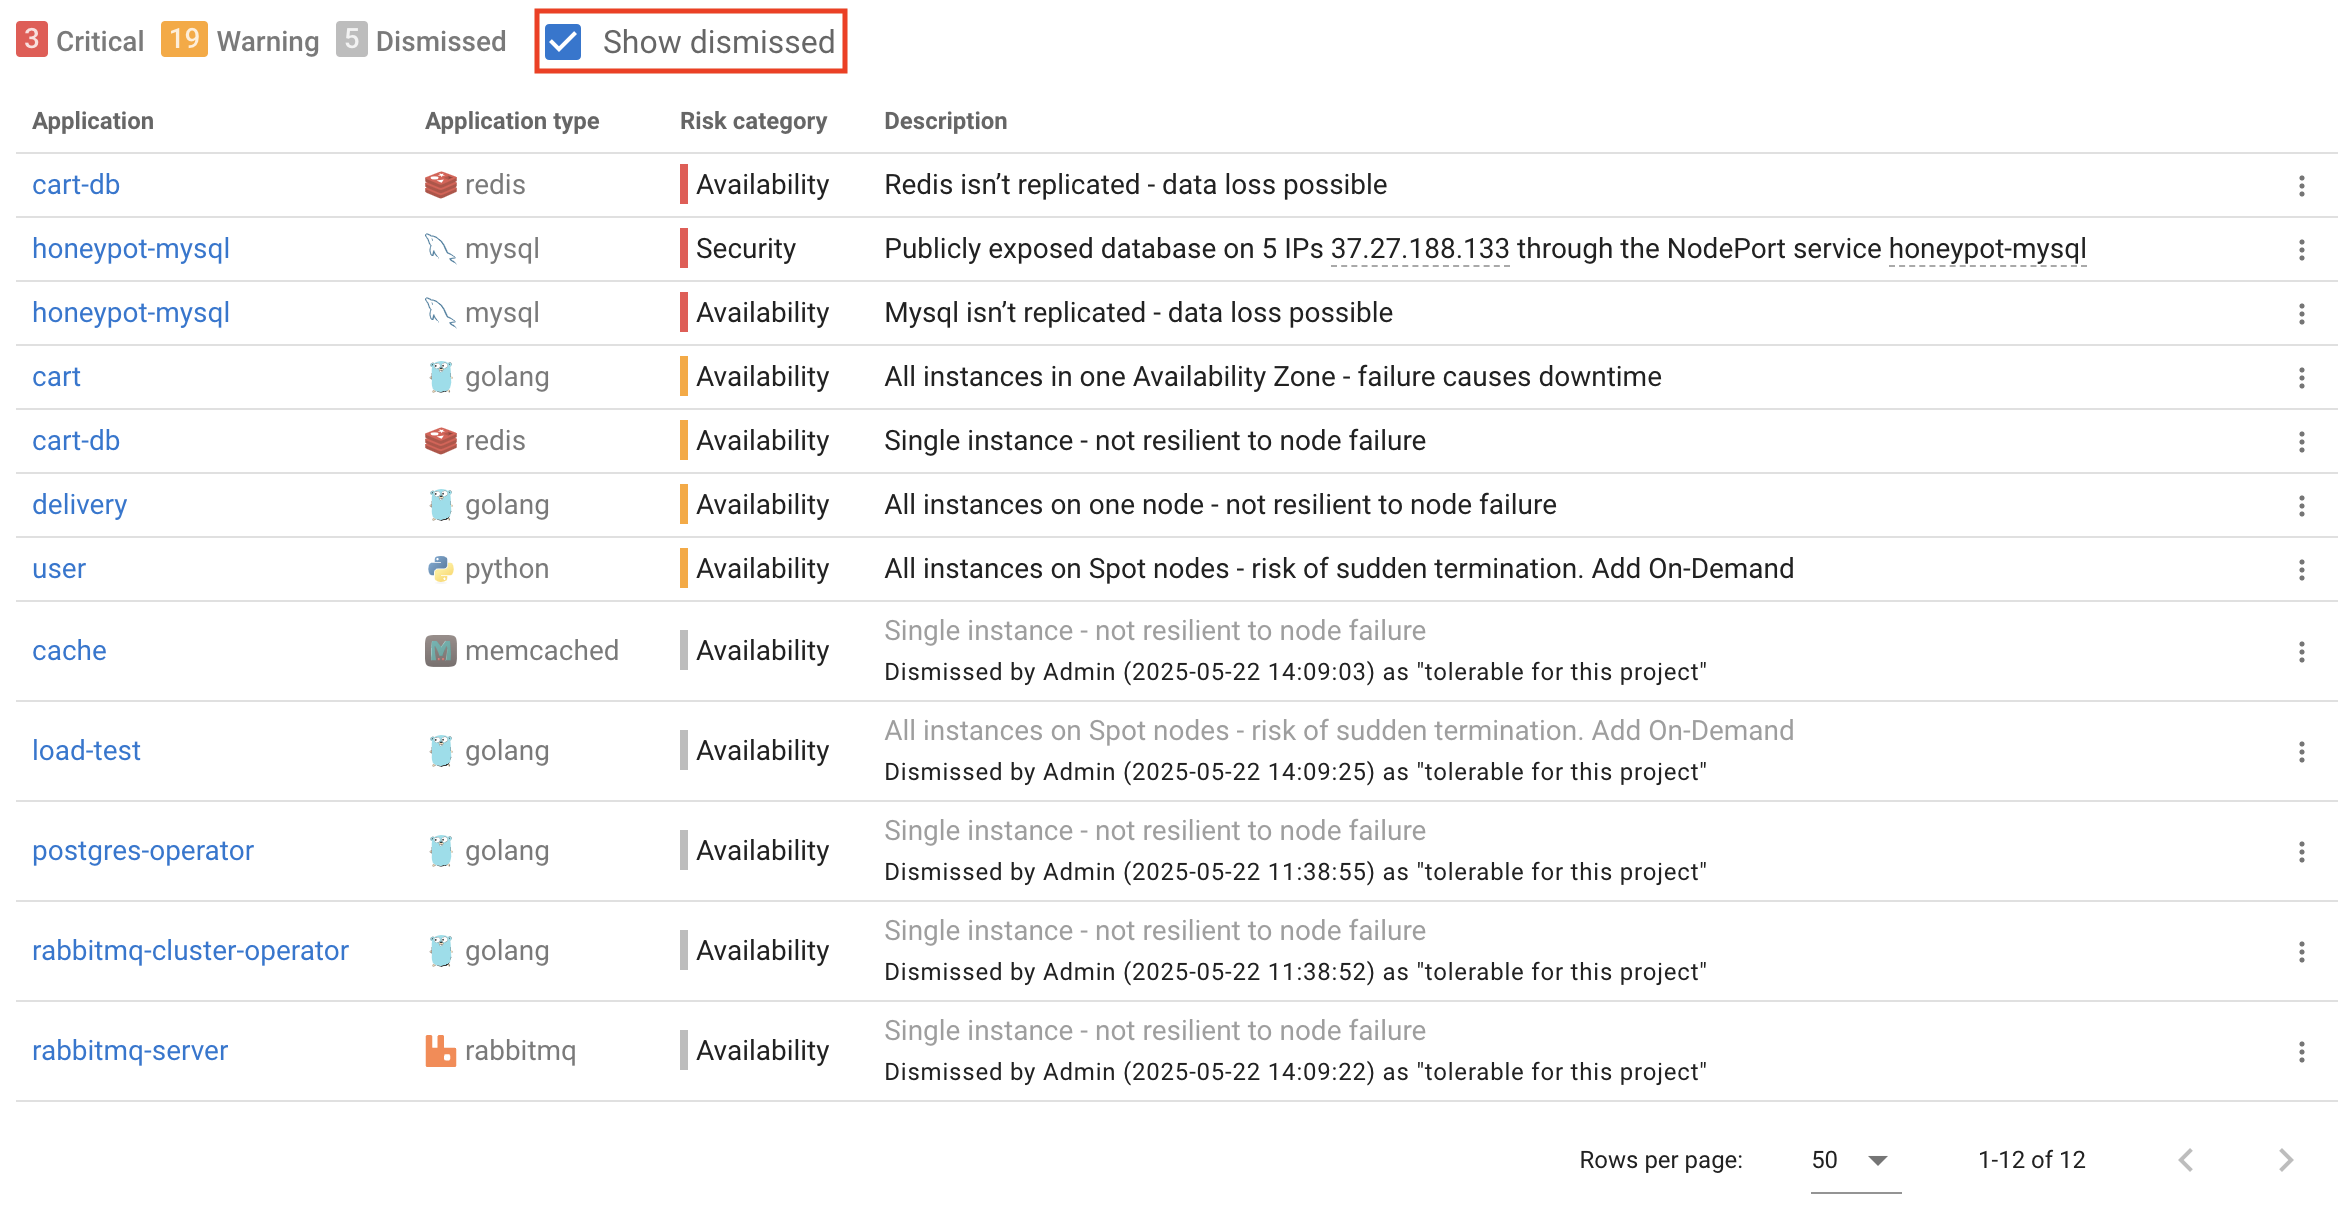 3 Critical 19 Warning 5 Dismissed Show dismissed
Application Application type Risk category Description
cart-db redis Availability Redis isn’t replicated - data loss possible
honeypot-mysql mysql Security Publicly exposed database on 5 IPs 37.27.188.133 through the NodePort service honeypot-mysql
honeypot-mysql mysql Availability Mysql isn’t replicated - data loss possible
cart golang Availability All instances in one Availability Zone - failure causes downtime
cart-db redis Availability Single instance - not resilient to node failure
delivery golang Availability All instances on one node - not resilient to node failure
user python Availability All instances on Spot nodes - risk of sudden termination. Add On-Demand
cache memcached Availability Single instance - not resilient to node failure
Dismissed by Admin (2025-05-22 14:09:03) as "tolerable for this project"
load-test golang Availability All instances on Spot nodes - risk of sudden termination. Add On-Demand
Dismissed by Admin (2025-05-22 14:09:25) as "tolerable for this project"
postgres-operator golang Availability Single instance - not resilient to node failure
Dismissed by Admin (2025-05-22 11:38:55) as "tolerable for this project"
rabbitmq-cluster-operator golang Availability Single instance - not resilient to node failure
Dismissed by Admin (2025-05-22 11:38:52) as "tolerable for this project"
rabbitmq-server rabbitmq Availability Single instance - not resilient to node failure
Dismissed by Admin (2025-05-22 14:09:22) as "tolerable for this project"
Rows per page: 50 1-12 of 12